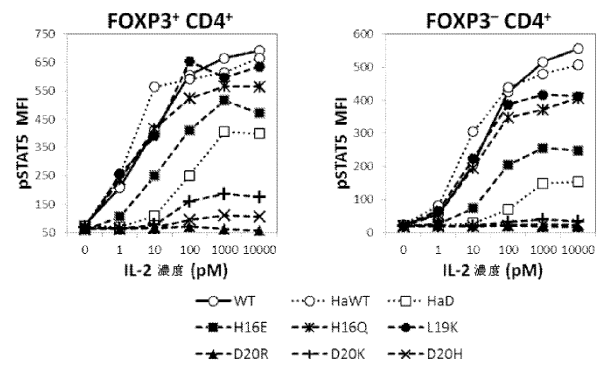 FOXP3⁺ CD4⁺
FOXP3⁻ CD4⁺
pSTAT5 MFI
750
650
550
450
350
250
150
50
0 1 10 100 1000 10000
IL-2 濃度 (pM)
pSTAT5 MFI
600
500
400
300
200
100
0
0 1 10 100 1000 10000
IL-2 濃度 (pM)
WT HaWT HaD
H16E H16Q L19K
D20R D20K D20H